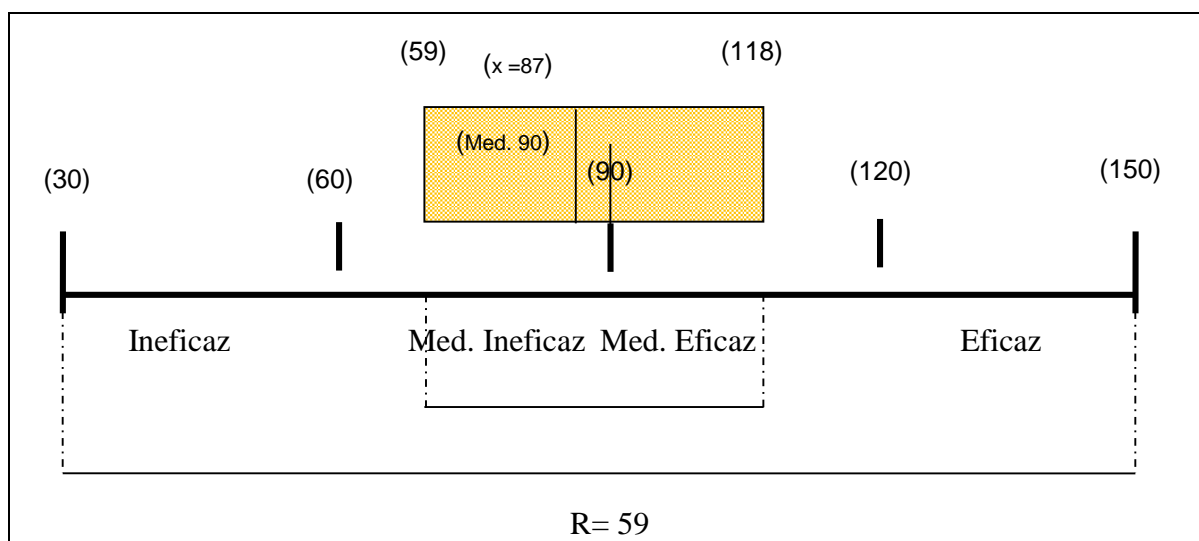 (59) (x =87) (118)
(Med. 90)
(30) (60) (90) (120) (150)
Ineficaz Med. Ineficaz Med. Eficaz Eficaz
R= 59